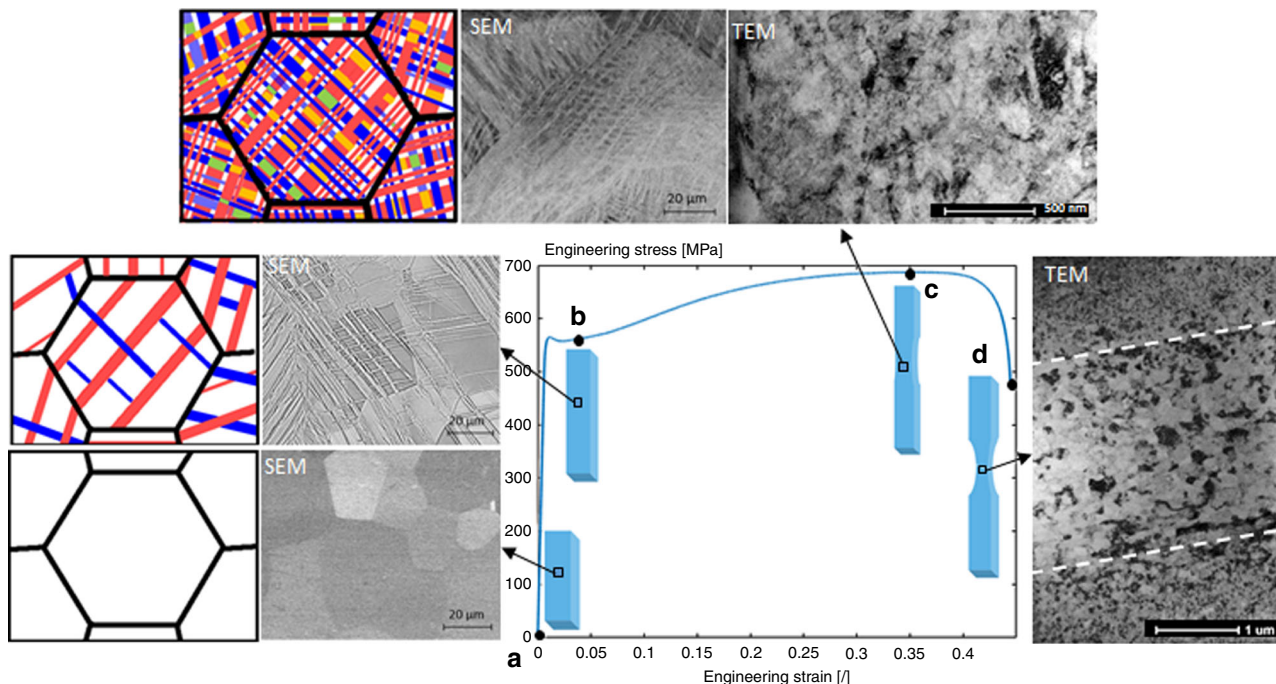 SEM
TEM
20 µm
500 nm
Engineering stress [MPa]
SEM
20 µm
SEM
20 µm
700
600
500
400
300
200
100
0
b
c
d
a
0
0.05
0.1
0.15
0.2
0.25
0.3
0.35
0.4
Engineering strain [/]
TEM
1 um